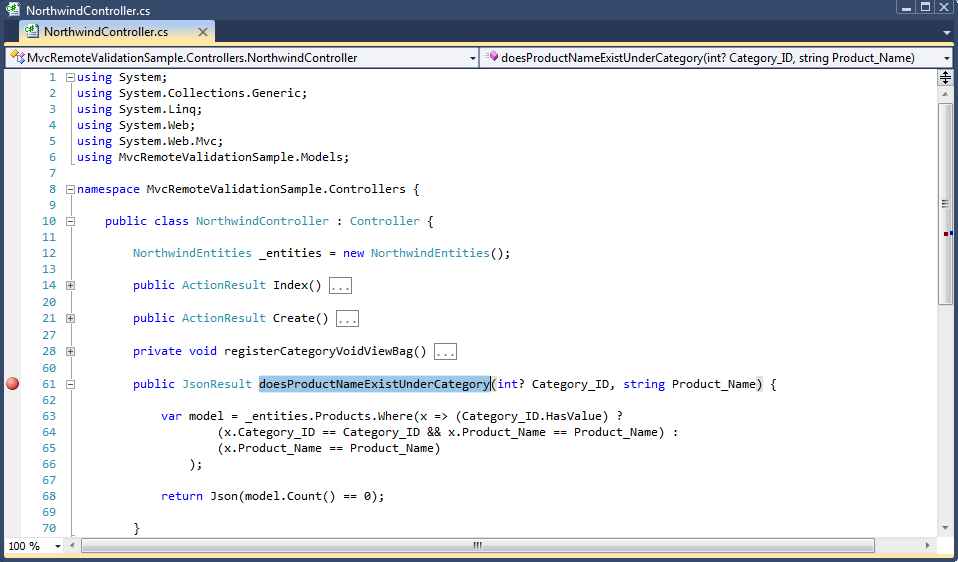 NorthwindController.cs
NorthwindController.cs
MvcRemoteValidationSample.Controllers.NorthwindController doesProductNameExistUnderCategory(int? Category_ID, string Product_Name)
1 using System;
2 using System.Collections.Generic;
3 using System.Linq;
4 using System.Web;
5 using System.Web.Mvc;
6 using MvcRemoteValidationSample.Models;
7
8 namespace MvcRemoteValidationSample.Controllers {
9
10 public class NorthwindController : Controller {
11
12 NorthwindEntities _entities = new NorthwindEntities();
13
14 public ActionResult Index() ...
20
21 public ActionResult Create() ...
27
28 private void registerCategoryVoidViewBag() ...
60
61 public JsonResult doesProductNameExistUnderCategory(int? Category_ID, string Product_Name) {
62
63 var model = _entities.Products.Where(x => (Category_ID.HasValue) ?
64 (x.Category_ID == Category_ID && x.Product_Name == Product_Name) :
65 (x.Product_Name == Product_Name)
66 );
67
68 return Json(model.Count() == 0);
69
70 }
100 %